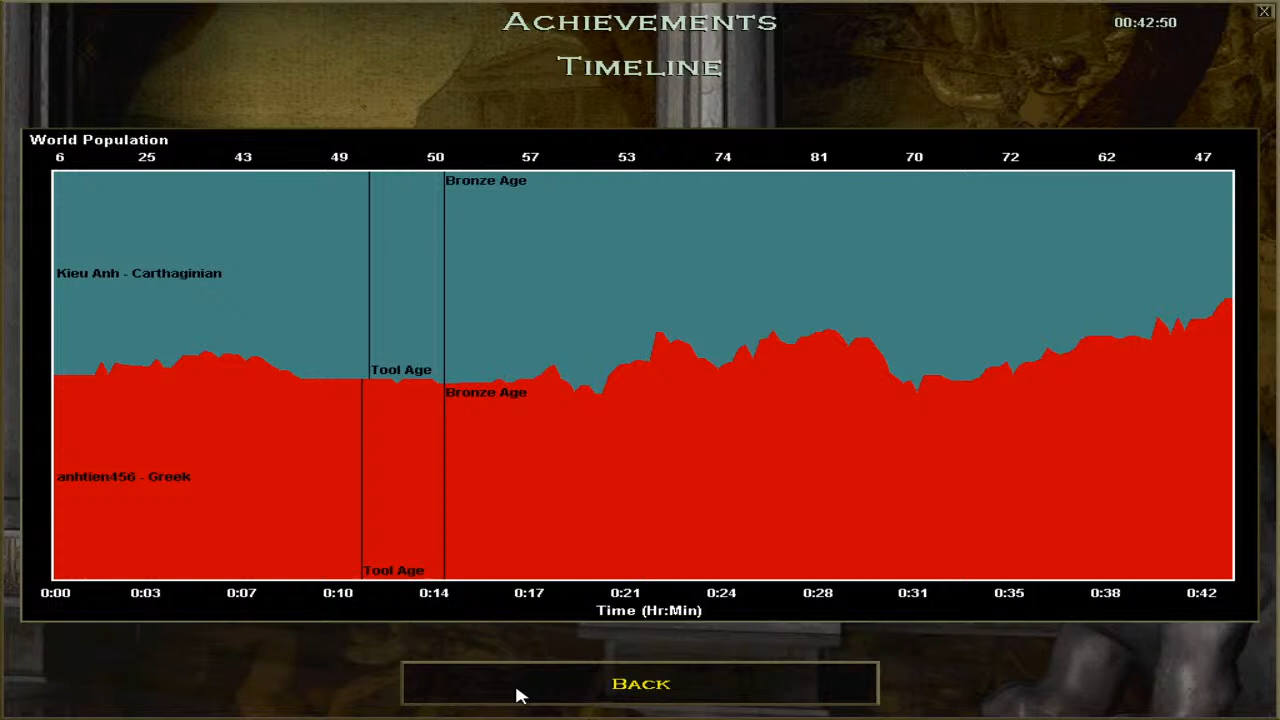 ACHIEVEMENTS
00:42:50
TIMELINE
World Population
6 25 43 49 50 57 53 74 81 70 72 62 47
Bronze Age
Kieu Anh - Carthaginian
Tool Age
Bronze Age
anhtien456 - Greek
Tool Age
0:00 0:03 0:07 0:10 0:14 0:17 0:21 0:24 0:28 0:31 0:35 0:38 0:42
Time (Hr:Min)
BACK